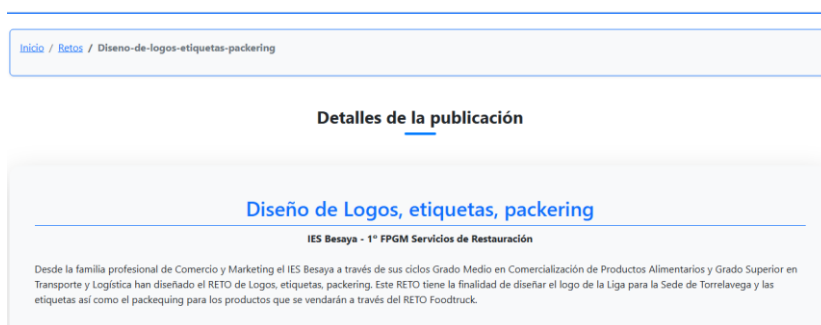 Inicio / Retos / Diseno-de-logos-etiquetas-packering
Detalles de la publicación
Diseño de Logos, etiquetas, packering
IES Besaya - 1º FPGM Servicios de Restauración
Desde la familia profesional de Comercio y Marketing el IES Besaya a través de sus ciclos Grado Medio en Comercialización de Productos Alimentarios y Grado Superior en
Transporte y Logística han diseñado el RETO de Logos, etiquetas, packering. Este RETO tiene la finalidad de diseñar el logo de la Liga para la Sede de Torrelavega y las
etiquetas así como el packequing para los productos que se vendarán a través del RETO Foodtruck.